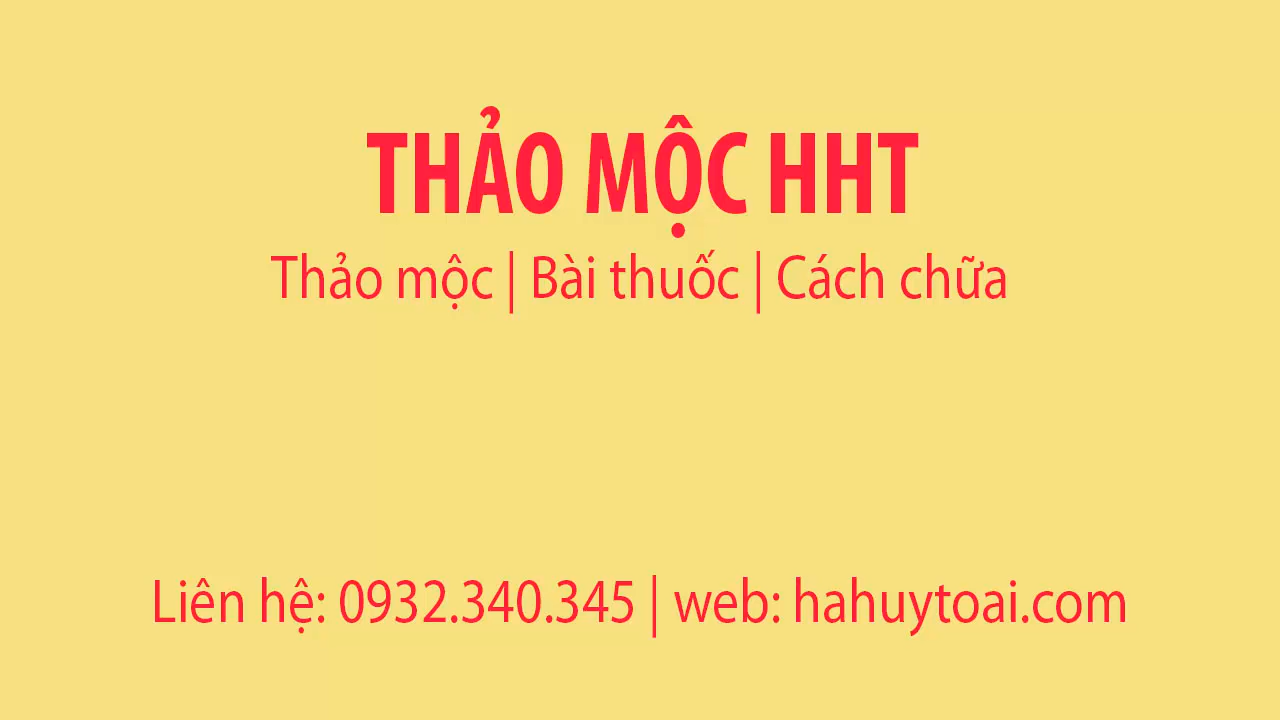 THẢO MỘC HHT
Thảo mộc | Bài thuốc | Cách chữa
Liên hệ: 0932.340.345 | web: hahuytoai.com